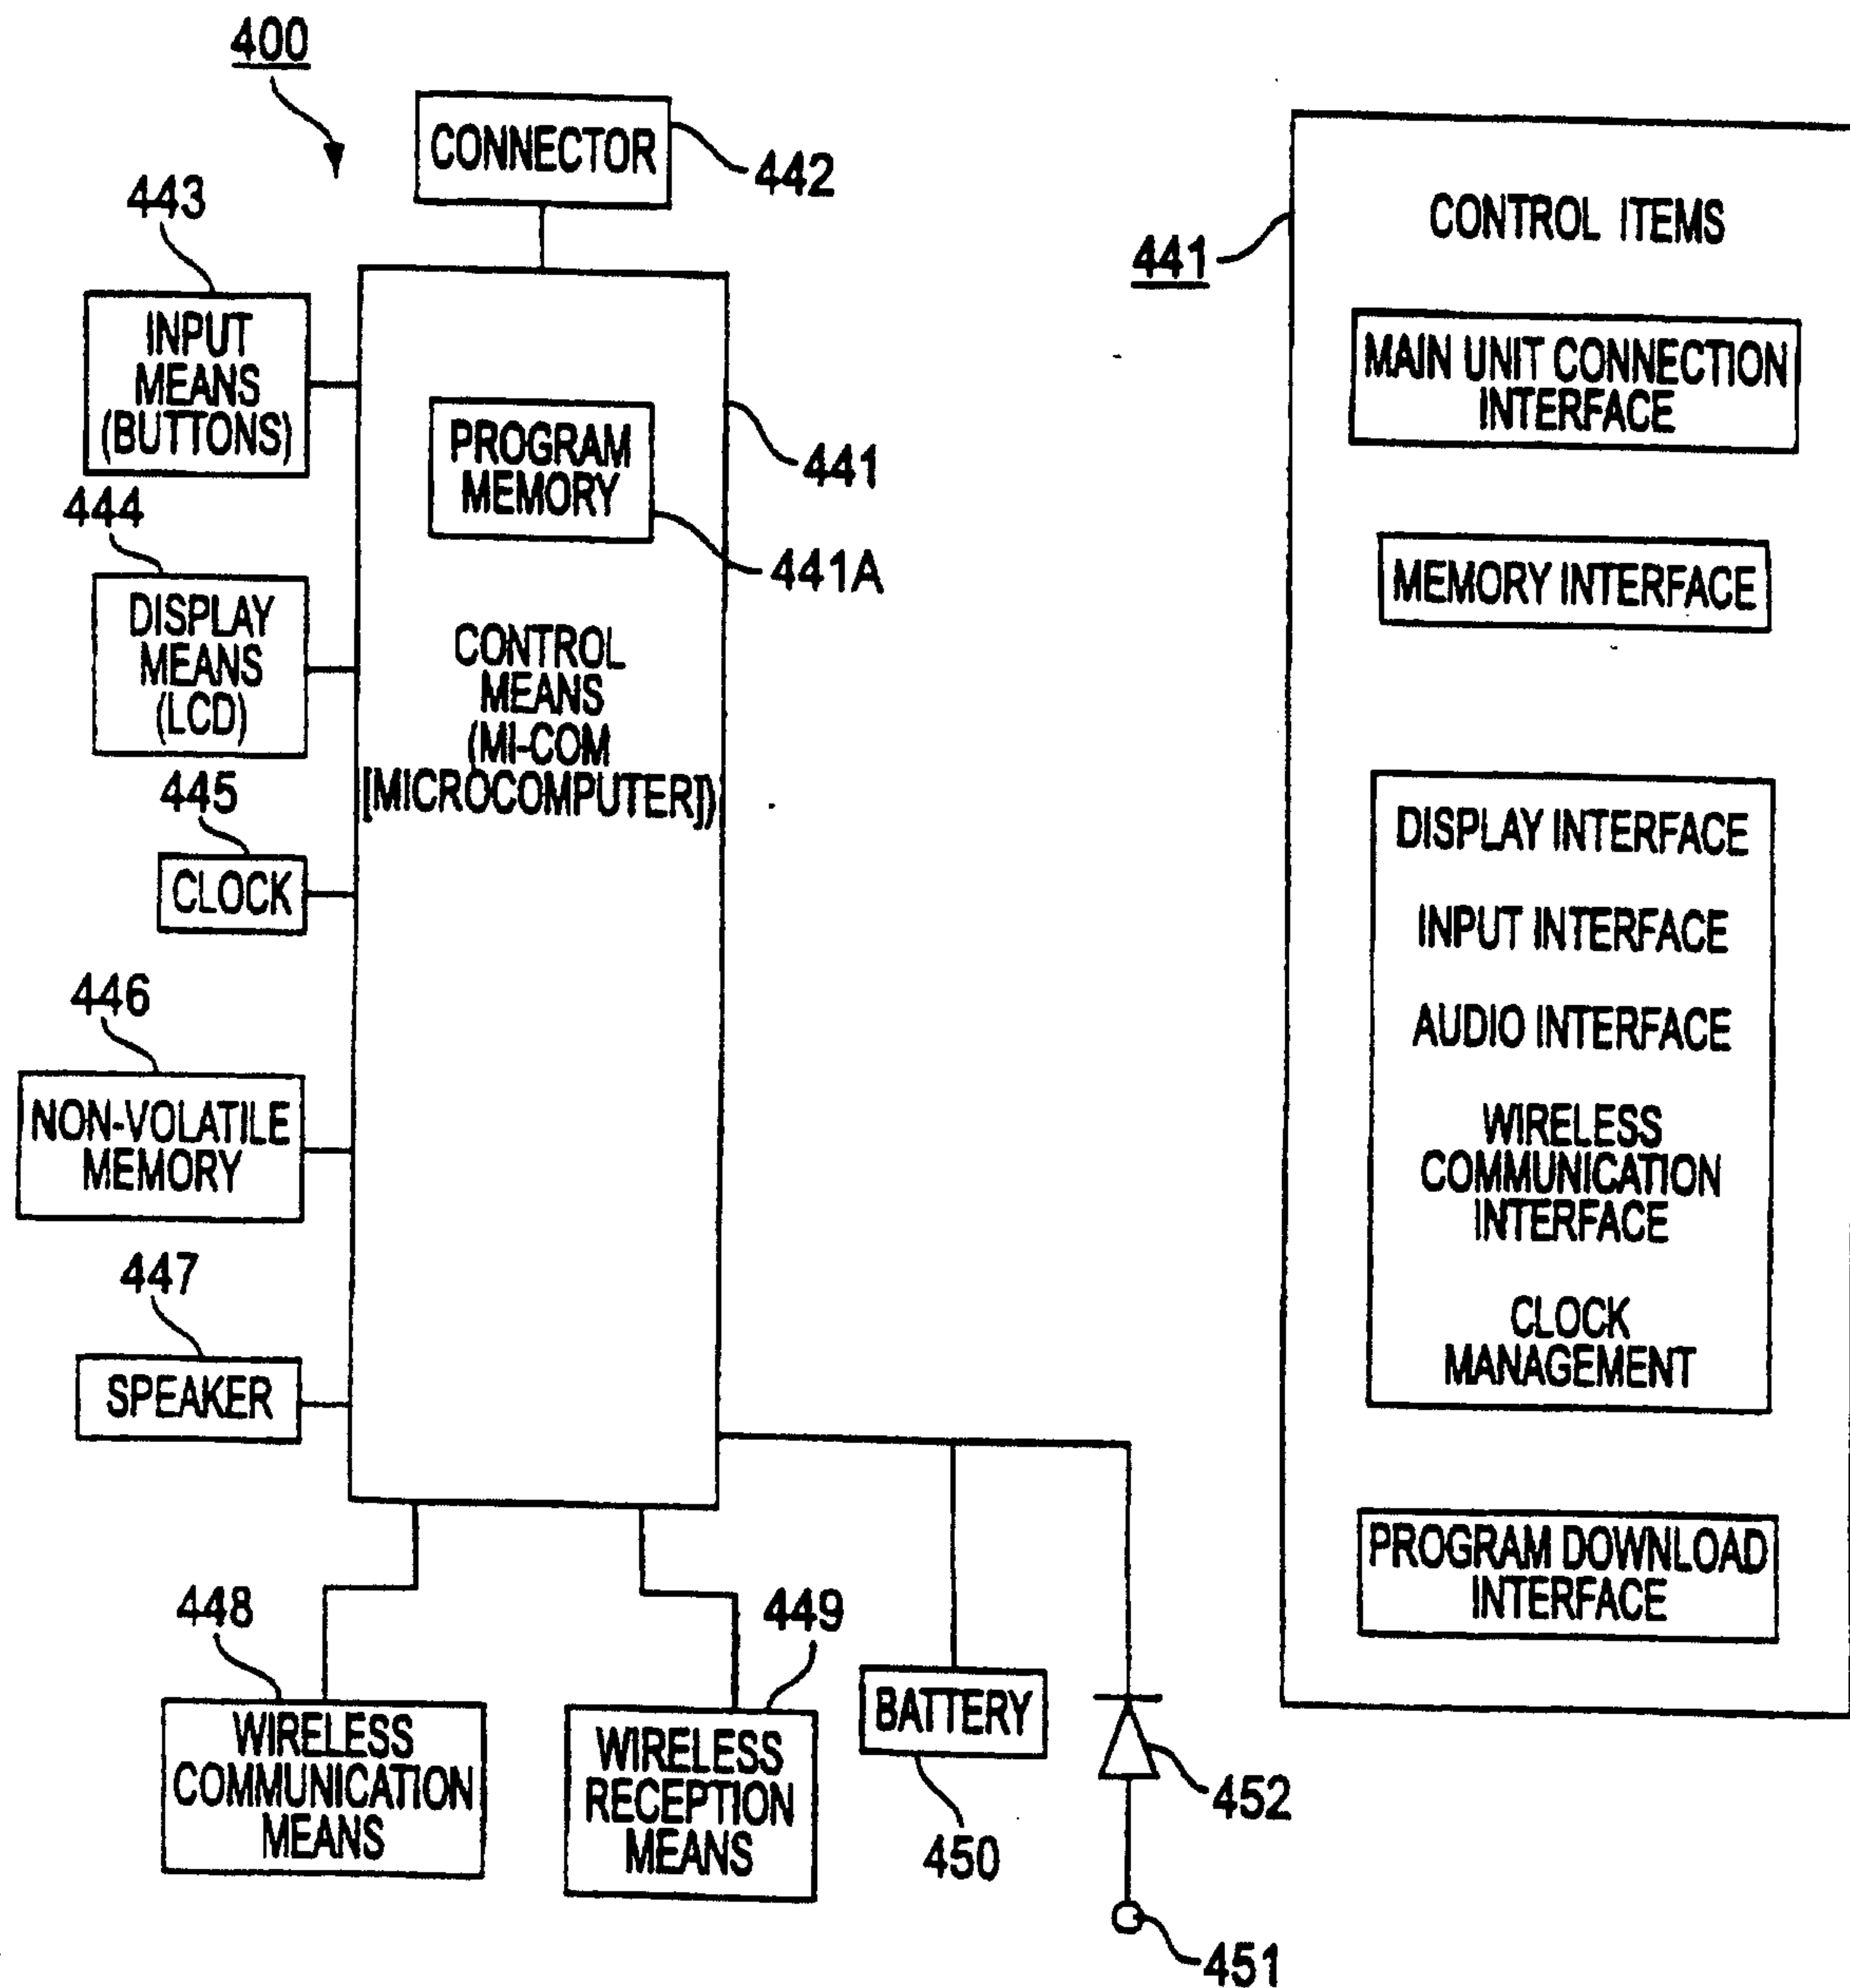 400
CONNECTOR
442
443
INPUT
MEANS
(BUTTONS)
PROGRAM
MEMORY
441
441A
444
DISPLAY
MEANS
(LCD)
CONTROL
MEANS
(MI-COM
[MICROCOMPUTER])
445
CLOCK
446
NON-VOLATILE
MEMORY
447
SPEAKER
448
WIRELESS
COMMUNICATION
MEANS
449
WIRELESS
RECEPTION
MEANS
BATTERY
450
452
451
441
CONTROL ITEMS
MAIN UNIT CONNECTION
INTERFACE
MEMORY INTERFACE
DISPLAY INTERFACE
INPUT INTERFACE
AUDIO INTERFACE
WIRELESS
COMMUNICATION
INTERFACE
CLOCK
MANAGEMENT
PROGRAM DOWNLOAD
INTERFACE